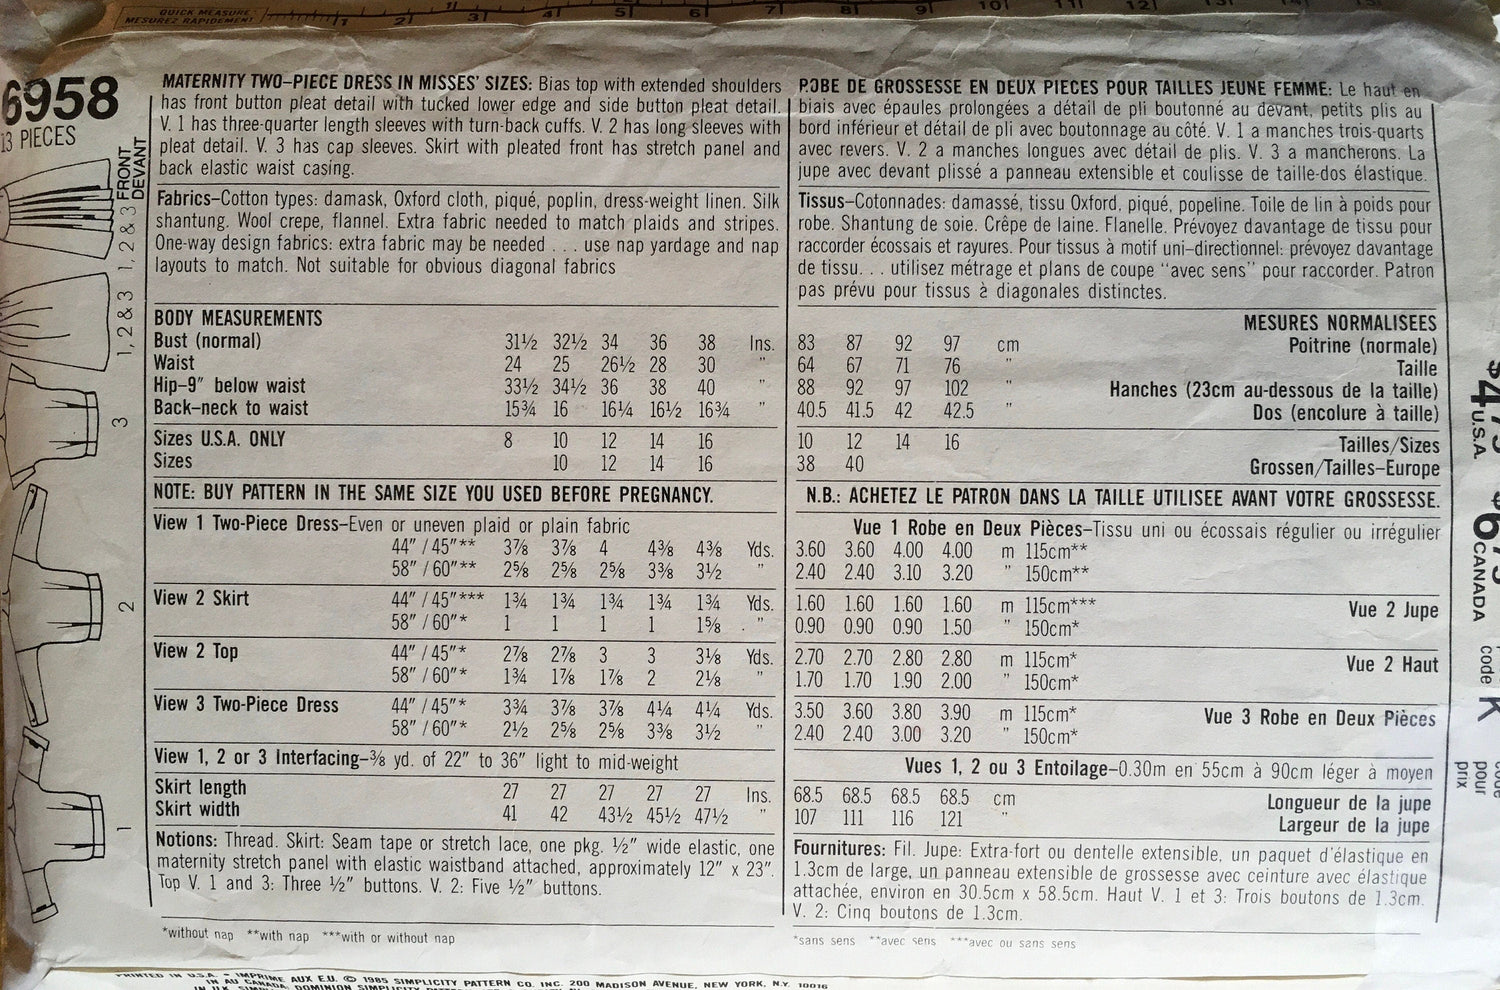 QUICK MEASURE
MESUREZ RAPIDEMENT
1 2 3 4 5 6 7 8 9 10 11 12 13 14 15
6958
13 PIECES
FRONT
DEVANT
1, 2 & 3
1, 2 & 3
3
2
1
MATERNITY TWO–PIECE DRESS IN MISSES' SIZES: Bias top with extended shoulders
has front button pleat detail with tucked lower edge and side button pleat detail.
V. 1 has three-quarter length sleeves with turn-back cuffs. V. 2 has long sleeves with
pleat detail. V. 3 has cap sleeves. Skirt with pleated front has stretch panel and
back elastic waist casing.
Fabrics–Cotton types: damask, Oxford cloth, piqué, poplin, dress-weight linen. Silk
shantung. Wool crepe, flannel. Extra fabric needed to match plaids and stripes.
One-way design fabrics: extra fabric may be needed . . . use nap yardage and nap
layouts to match. Not suitable for obvious diagonal fabrics
BODY MEASUREMENTS
Bust (normal) 31½ 32½ 34 36 38 Ins.
Waist 24 25 26½ 28 30 "
Hip–9" below waist 33½ 34½ 36 38 40 "
Back–neck to waist 15¾ 16 16¼ 16½ 16¾ "
Sizes U.S.A. ONLY 8 10 12 14 16
Sizes 10 12 14 16
NOTE: BUY PATTERN IN THE SAME SIZE YOU USED BEFORE PREGNANCY.
View 1 Two-Piece Dress–Even or uneven plaid or plain fabric
44" / 45"** 3⅞ 3⅞ 4 4⅜ 4⅜ Yds.
58" / 60"** 2⅝ 2⅝ 2⅝ 3⅜ 3½ "
View 2 Skirt 44" / 45"*** 1¾ 1¾ 1¾ 1¾ 1¾ Yds.
58" / 60"* 1 1 1 1 1⅝ "
View 2 Top 44" / 45"* 2⅞ 2⅞ 3 3 3⅛ Yds.
58" / 60"* 1¾ 1⅞ 1⅞ 2 2⅛ "
View 3 Two-Piece Dress 44" / 45"* 3¾ 3⅞ 3⅞ 4¼ 4¼ Yds.
58" / 60"* 2½ 2⅝ 2⅝ 3⅜ 3½ "
View 1, 2 or 3 Interfacing–⅜ yd. of 22" to 36" light to mid-weight
Skirt length 27 27 27 27 27 Ins.
Skirt width 41 42 43½ 45½ 47½ "
Notions: Thread. Skirt: Seam tape or stretch lace, one pkg. ½" wide elastic, one
maternity stretch panel with elastic waistband attached, approximately 12" x 23".
Top V. 1 and 3: Three ½" buttons. V. 2: Five ½" buttons.
*without nap **with nap ***with or without nap
ROBE DE GROSSESSE EN DEUX PIECES POUR TAILLES JEUNE FEMME: Le haut en
biais avec épaules prolongées a détail de pli boutonné au devant, petits plis au
bord inférieur et détail de pli avec boutonnage au côté. V. 1 a manches trois-quarts
avec revers. V. 2 a manches longues avec détail de plis. V. 3 a mancherons. La
jupe avec devant plissé a panneau extensible et coulisse de taille-dos élastique.
Tissus–Cotonnades: damassé, tissu Oxford, piqué, popeline. Toile de lin à poids pour
robe. Shantung de soie. Crêpe de laine. Flanelle. Prévoyez davantage de tissu pour
raccorder écossais et rayures. Pour tissus à motif uni-directionnel: prévoyez davantage
de tissu. . . utilisez métrage et plans de coupe "avec sens" pour raccorder. Patron
pas prévu pour tissus à diagonales distinctes.
MESURES NORMALISEES
83 87 92 97 cm Poitrine (normale)
64 67 71 76 " Taille
88 92 97 102 " Hanches (23cm au-dessous de la taille)
40.5 41.5 42 42.5 " Dos (encolure à taille)
10 12 14 16 Tailles/Sizes
38 40 Grossen/Tailles–Europe
N.B.: ACHETEZ LE PATRON DANS LA TAILLE UTILISEE AVANT VOTRE GROSSESSE.
Vue 1 Robe en Deux Pièces–Tissu uni ou écossais régulier ou irrégulier
3.60 3.60 4.00 4.00 m 115cm**
2.40 2.40 3.10 3.20 " 150cm**
1.60 1.60 1.60 1.60 m 115cm*** Vue 2 Jupe
0.90 0.90 0.90 1.50 " 150cm*
2.70 2.70 2.80 2.80 m 115cm* Vue 2 Haut
1.70 1.70 1.90 2.00 " 150cm*
3.50 3.60 3.80 3.90 m 115cm* Vue 3 Robe en Deux Pièces
2.40 2.40 3.00 3.20 " 150cm*
Vues 1, 2 ou 3 Entoilage–0.30m en 55cm à 90cm léger à moyen
68.5 68.5 68.5 68.5 cm Longueur de la jupe
107 111 116 121 " Largeur de la jupe
Fournitures: Fil. Jupe: Extra-fort ou dentelle extensible, un paquet d'élastique en
1.3cm de large, un panneau extensible de grossesse avec ceinture avec élastique
attachée, environ en 30.5cm x 58.5cm. Haut V. 1 et 3: Trois boutons de 1.3cm.
V. 2: Cinq boutons de 1.3cm.
*sans sens **avec sens ***avec ou sans sens
U.S.A.
CANADA
code K
pour
prix
PRINTED IN U.S.A. – IMPRIME AUX E.U. © 1985 SIMPLICITY PATTERN CO. INC. 200 MADISON AVENUE, NEW YORK, N.Y. 10016